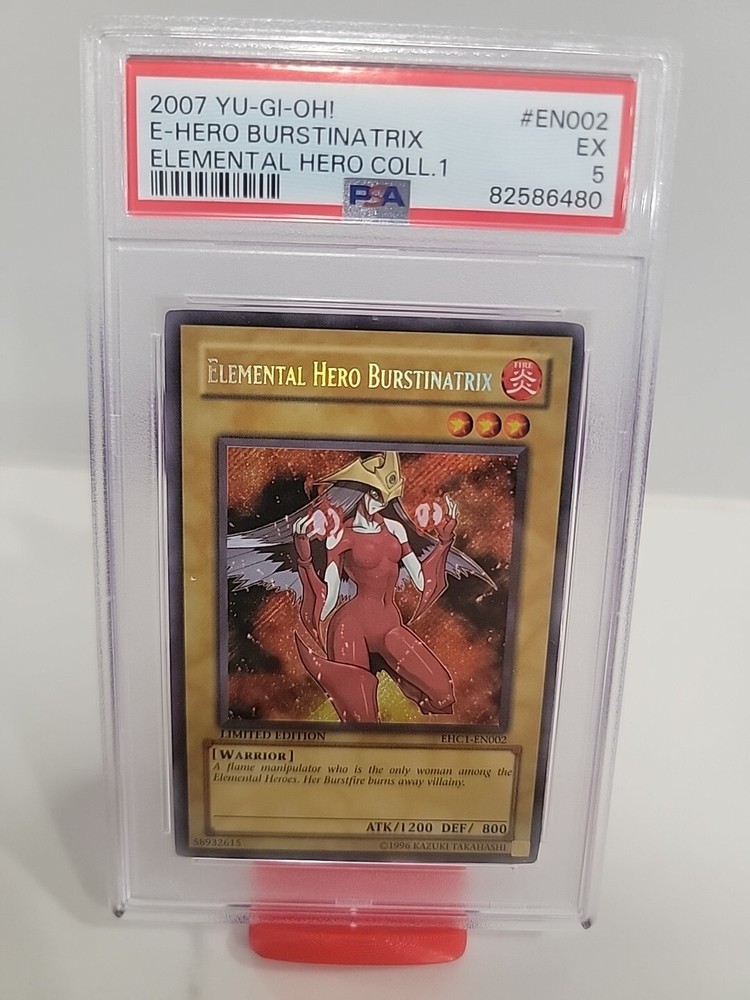 2007 YU-GI-OH!
#EN002
E-HERO BURSTINATRIX
EX
ELEMENTAL HERO COLL.1
5
PSA
82586480
ELEMENTAL HERO BURSTINATRIX
FIRE
炎
LIMITED EDITION
EHC1-EN002
[WARRIOR]
A flame manipulator who is the only woman among the
Elemental Heroes. Her Burstfire burns away villainy.
ATK/1200 DEF/ 800
58932615
©1996 KAZUKI TAKAHASHI